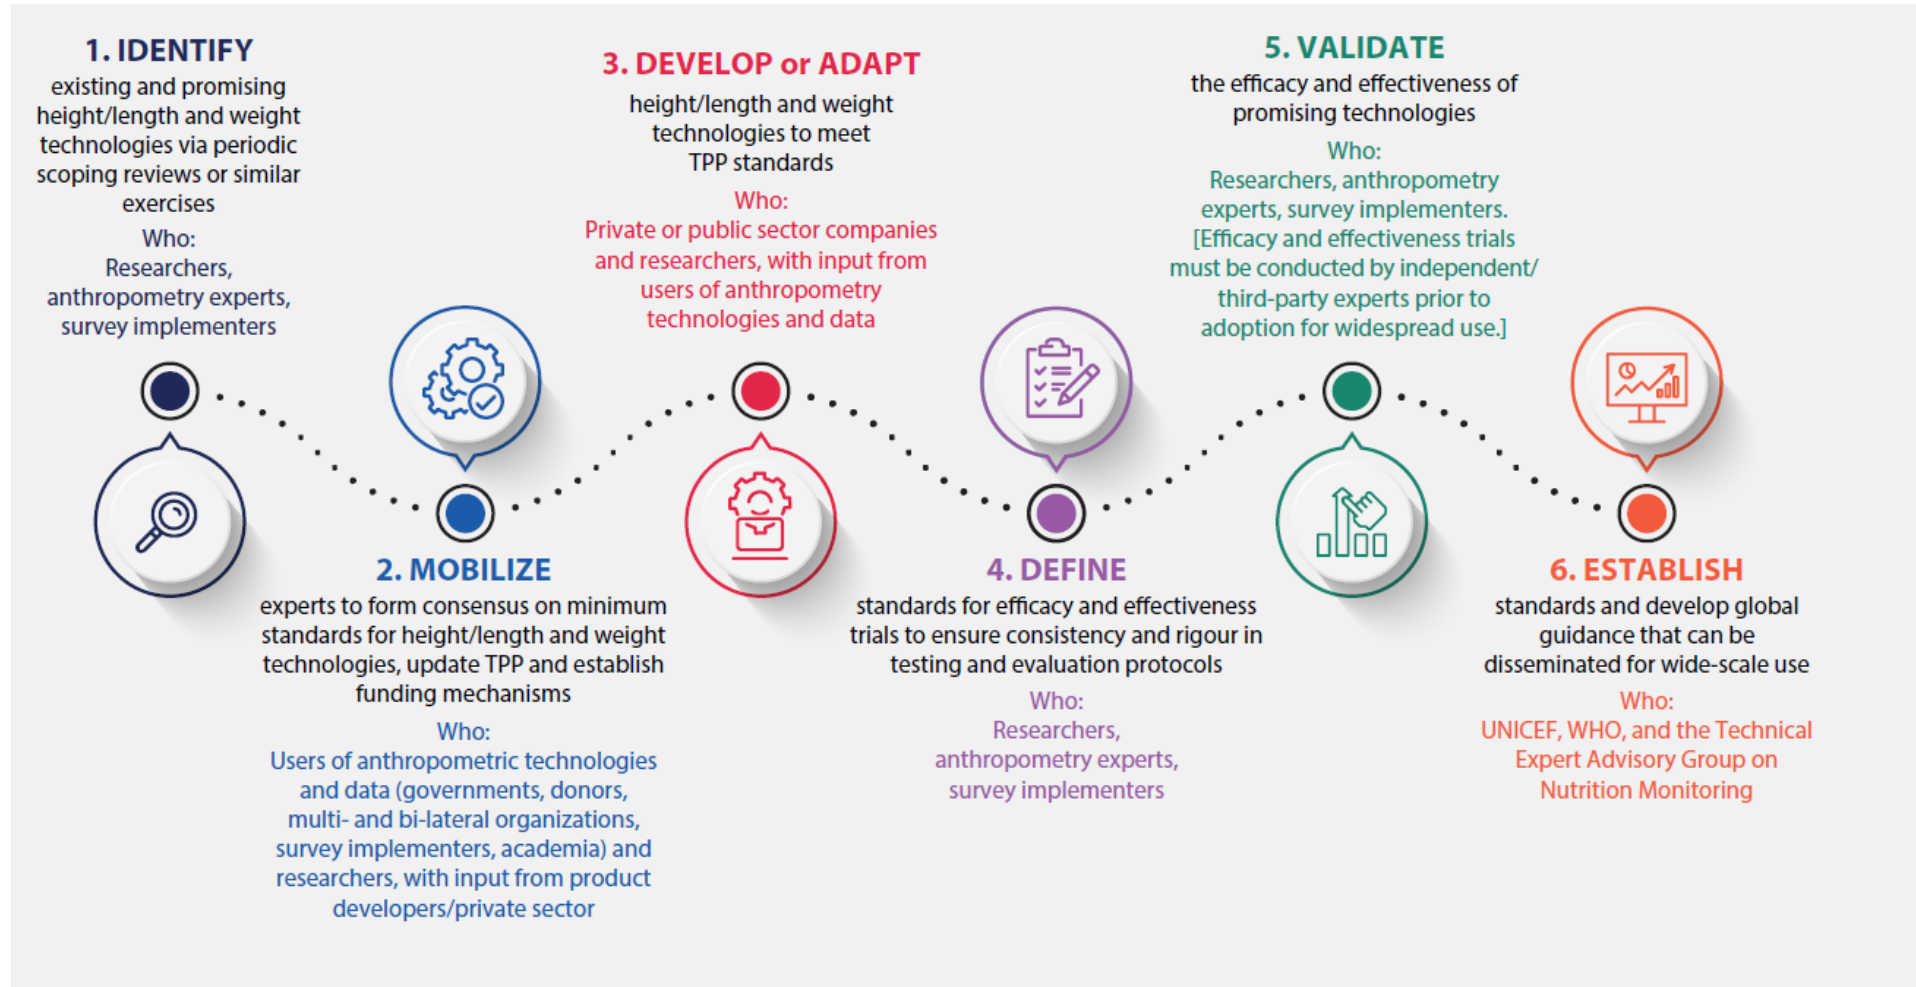 1. IDENTIFY
existing and promising
height/length and weight
technologies via periodic
scoping reviews or similar
exercises
Who:
Researchers,
anthropometry experts,
survey implementers
2. MOBILIZE
experts to form consensus on minimum
standards for height/length and weight
technologies, update TPP and establish
funding mechanisms
Who:
Users of anthropometric technologies
and data (governments, donors,
multi- and bi-lateral organizations,
survey implementers, academia) and
researchers, with input from product
developers/private sector
3. DEVELOP or ADAPT
height/length and weight
technologies to meet
TPP standards
Who:
Private or public sector companies
and researchers, with input from
users of anthropometry
technologies and data
4. DEFINE
standards for efficacy and effectiveness
trials to ensure consistency and rigour in
testing and evaluation protocols
Who:
Researchers,
anthropometry experts,
survey implementers
5. VALIDATE
the efficacy and effectiveness of
promising technologies
Who:
Researchers, anthropometry
experts, survey implementers.
[Efficacy and effectiveness trials
must be conducted by independent/
third-party experts prior to
adoption for widespread use.]
6. ESTABLISH
standards and develop global
guidance that can be
disseminated for wide-scale use
Who:
UNICEF, WHO, and the Technical
Expert Advisory Group on
Nutrition Monitoring